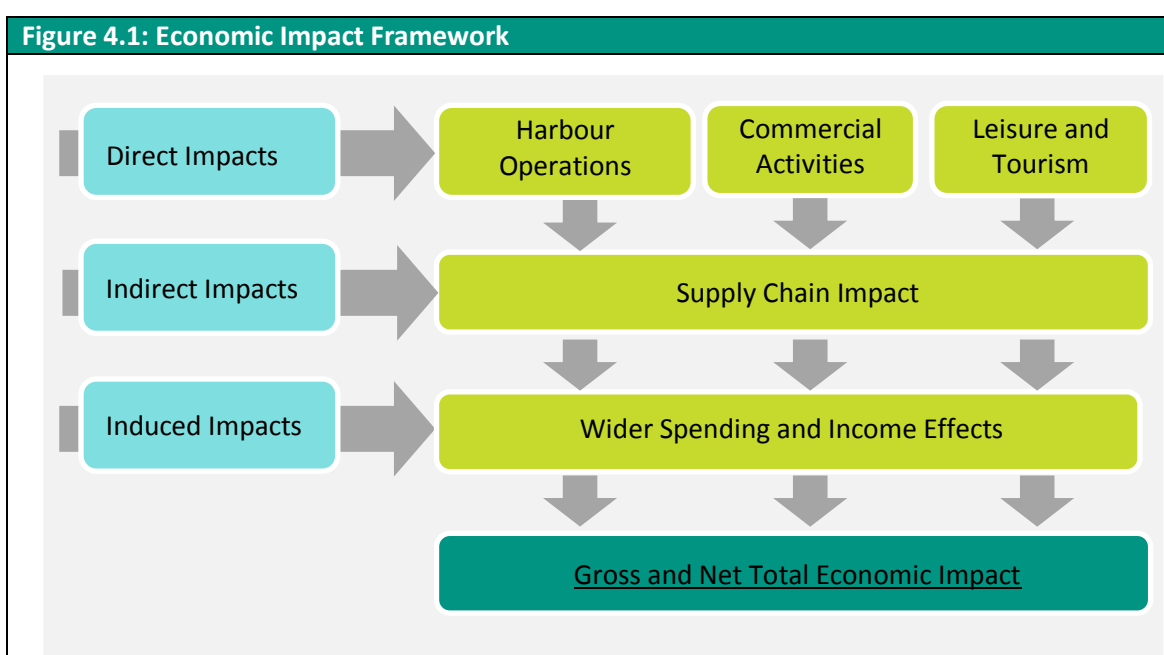 Figure 4.1: Economic Impact Framework
Direct Impacts
Harbour
Operations
Commercial
Activities
Leisure and
Tourism
Indirect Impacts
Supply Chain Impact
Induced Impacts
Wider Spending and Income Effects
Gross and Net Total Economic Impact